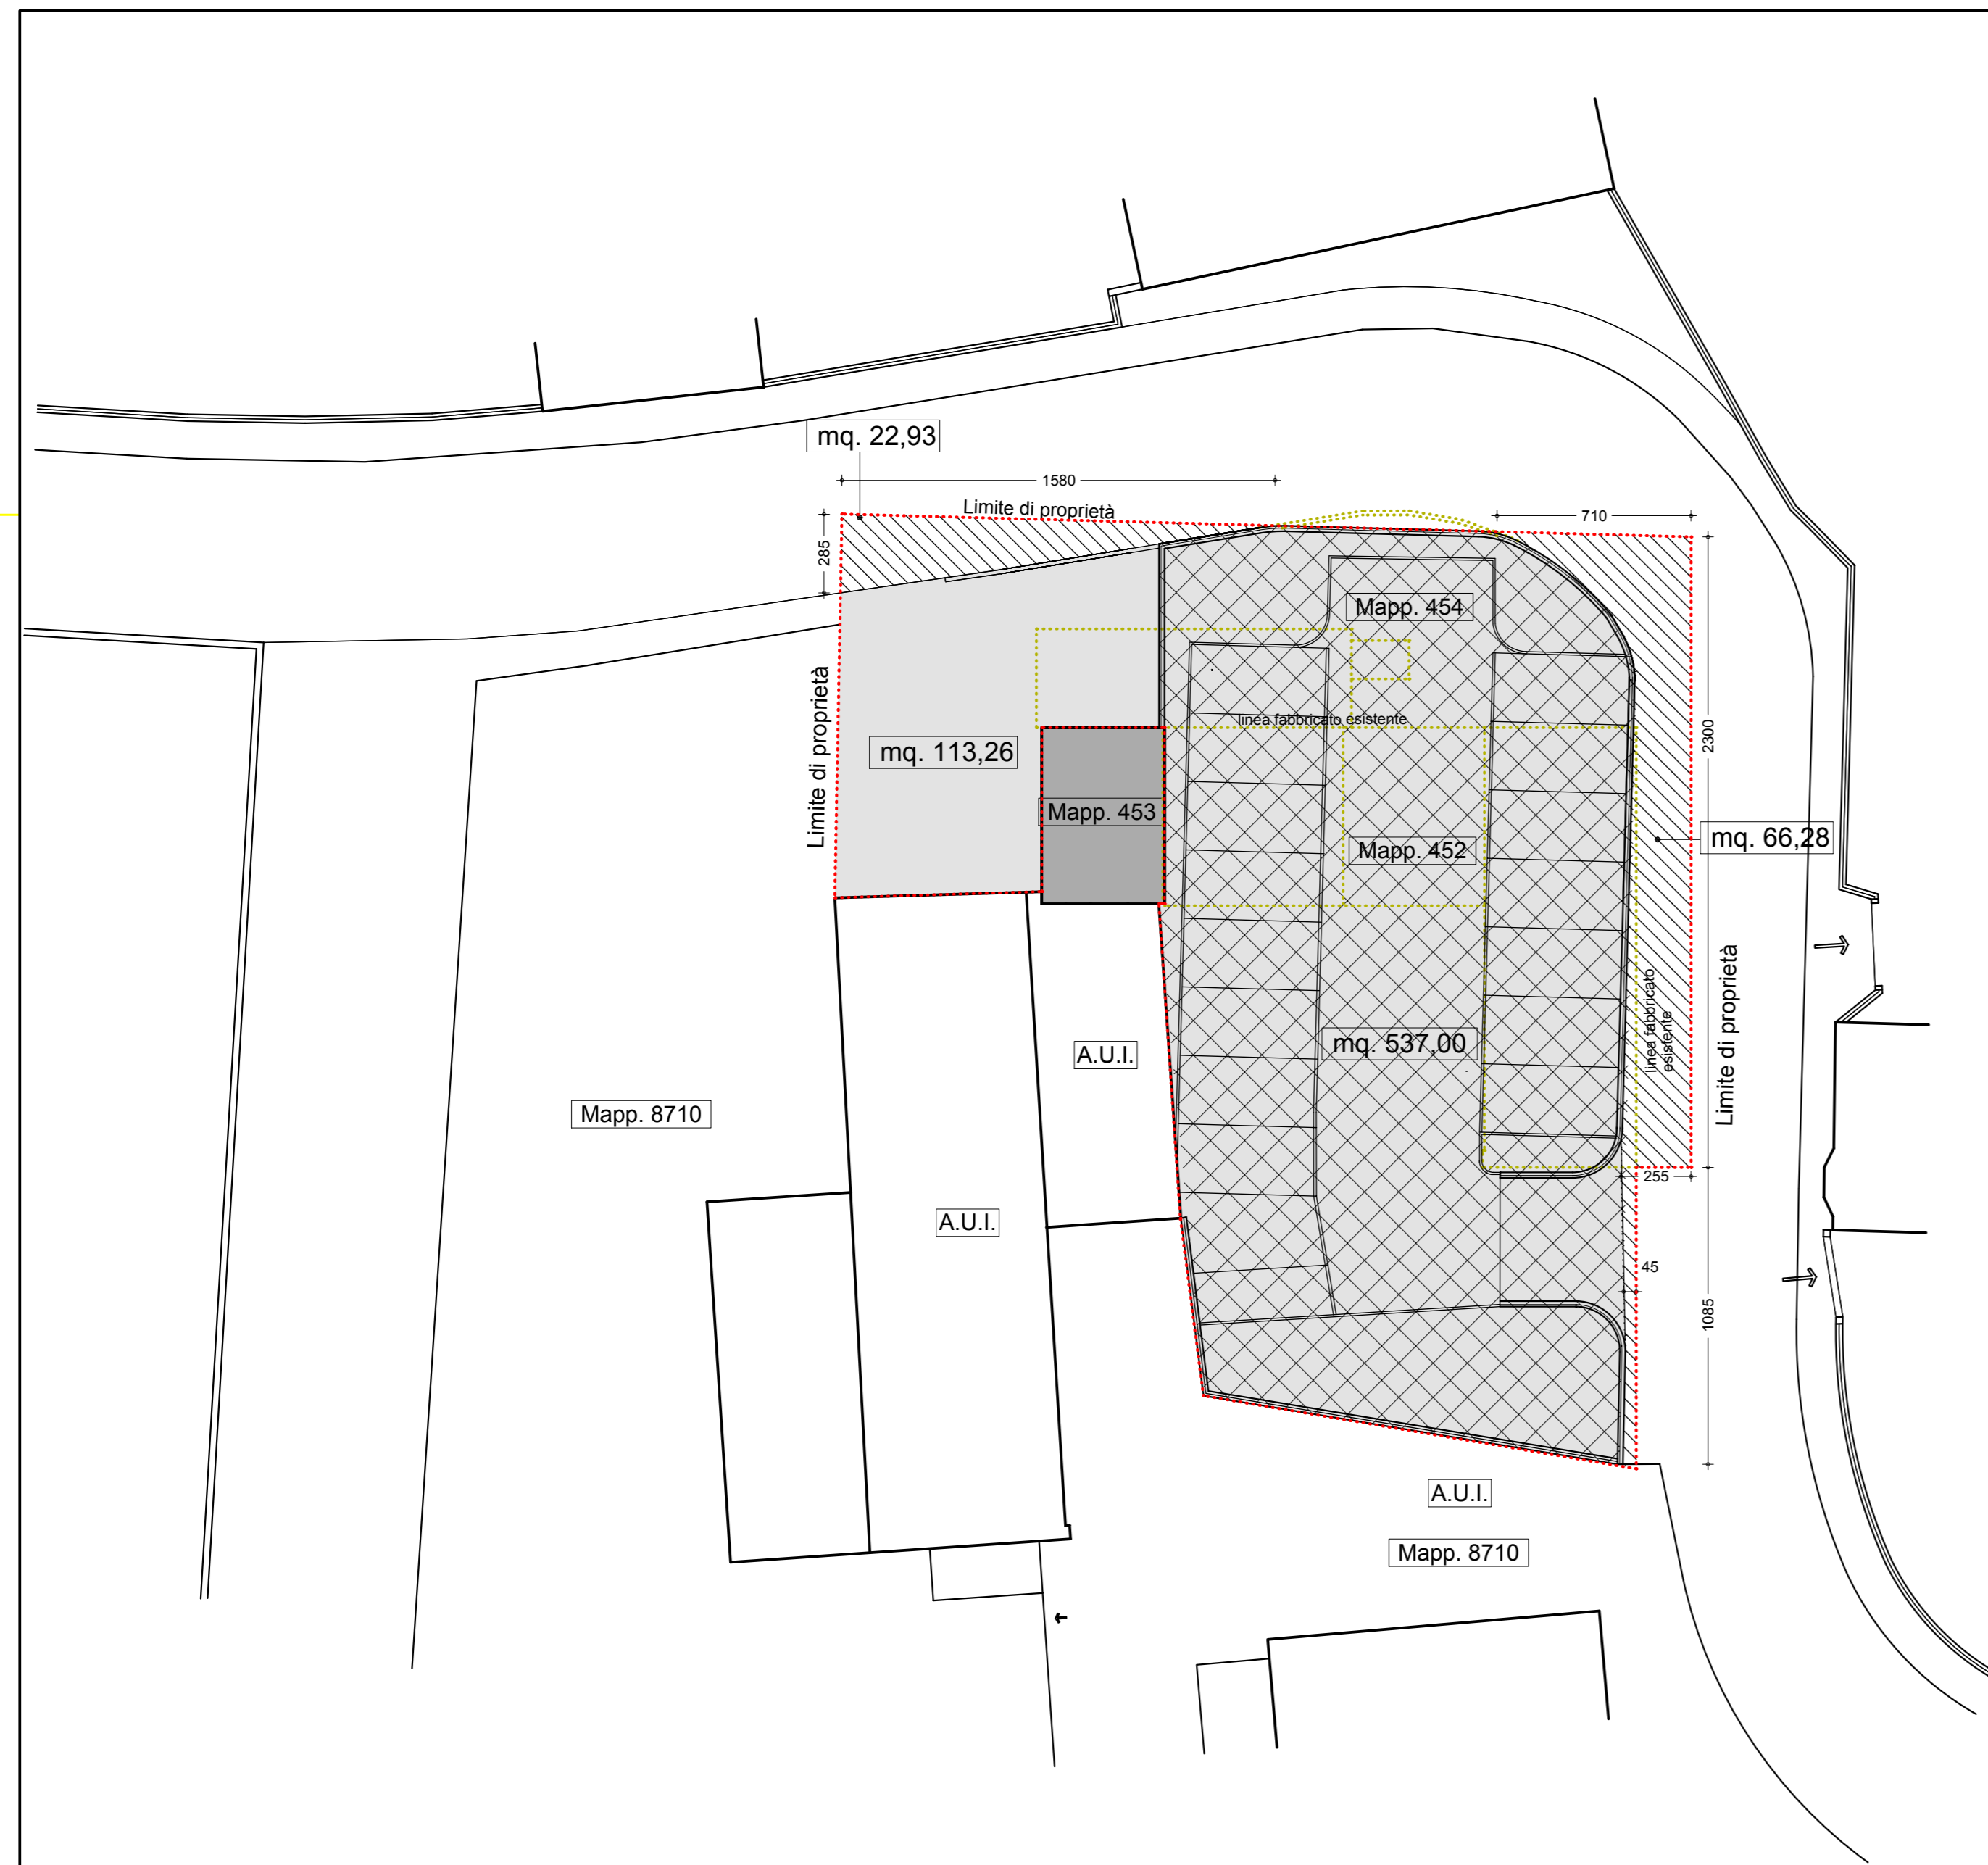 mq. 22,93
1580
Limite di proprietà
710
285
Mapp. 454
linea fabbricato esistente
2300
Limite di proprietà
mq. 113,26
Mapp. 453
Mapp. 452
mq. 66,28
linea fabbricato
esistente
Limite di proprietà
mq. 537,00
A.U.I.
Mapp. 8710
255
A.U.I.
45
1085
A.U.I.
Mapp. 8710